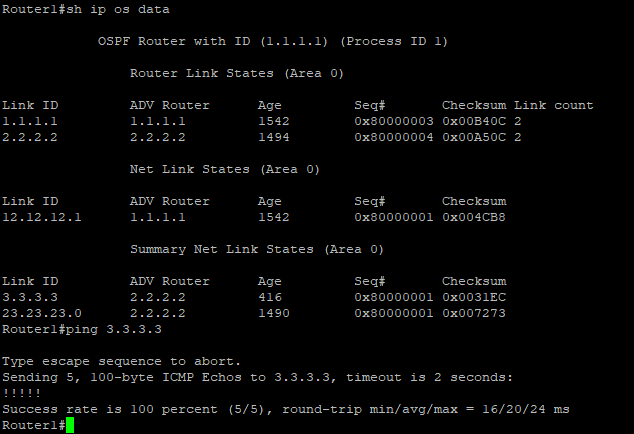 Router1#sh ip os data
OSPF Router with ID (1.1.1.1) (Process ID 1)
Router Link States (Area 0)
Link ID ADV Router Age Seq# Checksum Link count
1.1.1.1 1.1.1.1 1542 0x80000003 0x00B40C 2
2.2.2.2 2.2.2.2 1494 0x80000004 0x00A50C 2
Net Link States (Area 0)
Link ID ADV Router Age Seq# Checksum
12.12.12.1 1.1.1.1 1542 0x80000001 0x004CB8
Summary Net Link States (Area 0)
Link ID ADV Router Age Seq# Checksum
3.3.3.3 2.2.2.2 416 0x80000001 0x0031EC
23.23.23.0 2.2.2.2 1490 0x80000001 0x007273
Router1#ping 3.3.3.3
Type escape sequence to abort.
Sending 5, 100-byte ICMP Echos to 3.3.3.3, timeout is 2 seconds:
!!!!!
Success rate is 100 percent (5/5), round-trip min/avg/max = 16/20/24 ms
Router1#